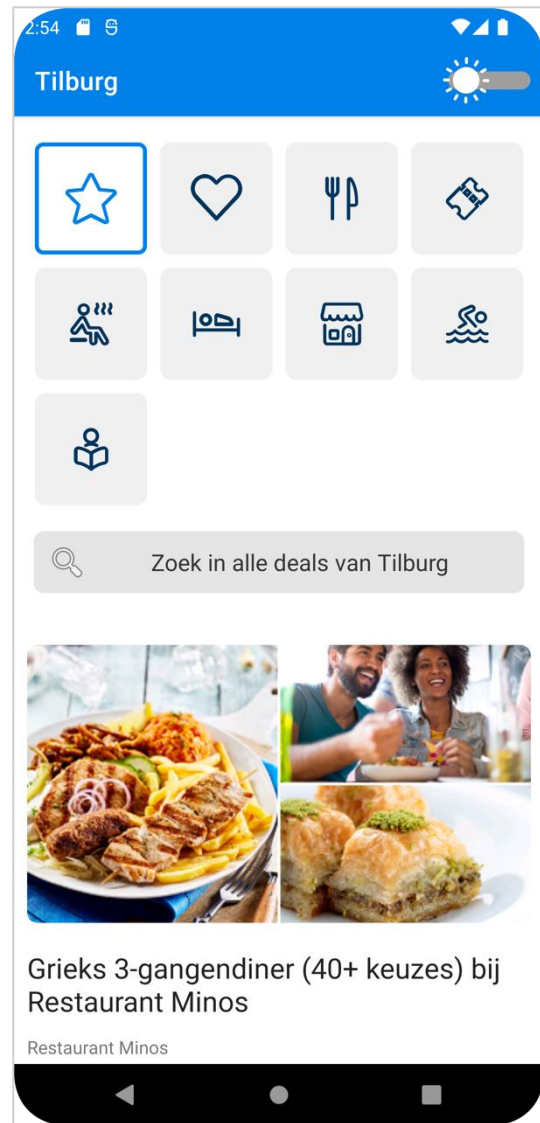 2:54
Tilburg
Zoek in alle deals van Tilburg
Grieks 3-gangendiner (40+ keuzes) bij
Restaurant Minos
Restaurant Minos